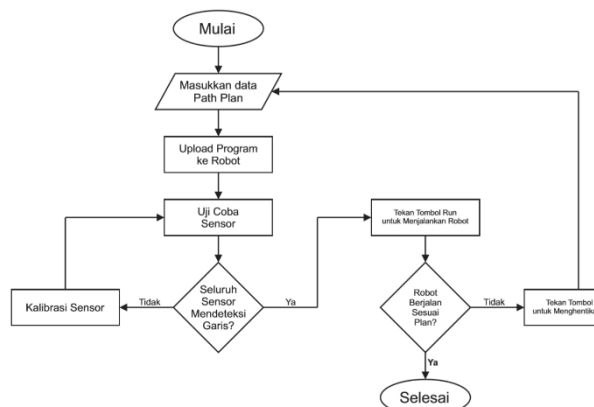 Mulai
Masukkan data
Path Plan
Upload Program
ke Robot
Uji Coba
Sensor
Tekan Tombol Run
untuk Menjalankan Robot
Seluruh
Sensor
Mendeteksi
Garis?
Tidak
Ya
Kalibrasi Sensor
Robot
Berjalan
Sesuai
Plan?
Tidak
Tekan Tombol
untuk
Ya
Selesai